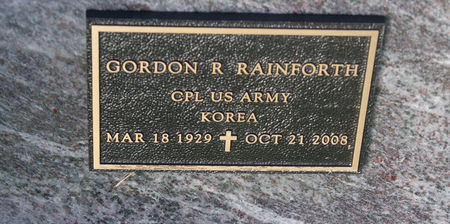 GORDON R RAINFORTH
CPL US ARMY
KOREA
MAR 18 1929 ✝ OCT 21 2008